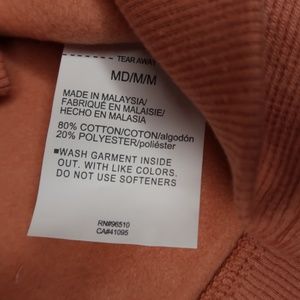 TEAR AWAY
MD/M/M
MADE IN MALAYSIA/
FABRIQUÉ EN MALAISIE/
HECHO EN MALASIA
80% COTTON/COTON/algodón
20% POLYESTER/poliéster
■WASH GARMENT INSIDE
OUT. WITH LIKE COLORS.
DO NOT USE SOFTENERS
RN#96510
CA#41095